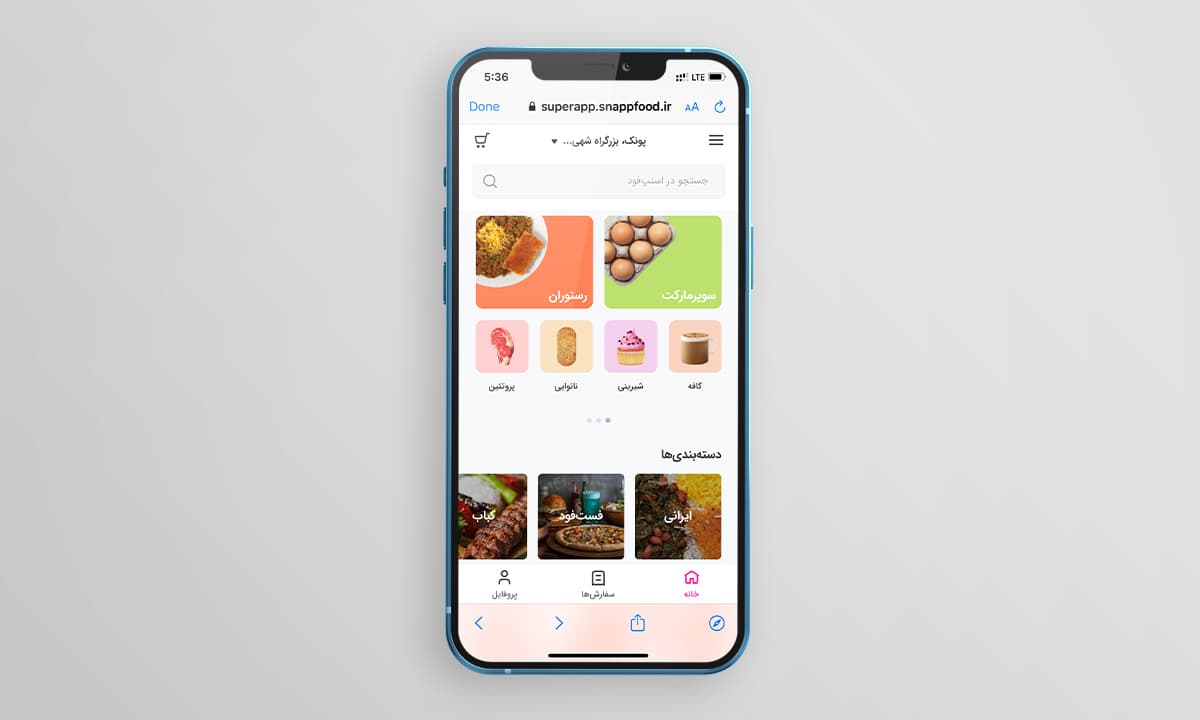 5:36
LTE
Done
superapp.snappfood.ir
AA
پونک، بزرگراه شهی...
جستجو در اسنپ‌فود
سوپرمارکت
رستوران
کافه
شیرینی
نانوایی
پروتئین
دسته‌بندی‌ها
ایرانی
فست‌فود
کباب
خانه
سفارش‌ها
پروفایل